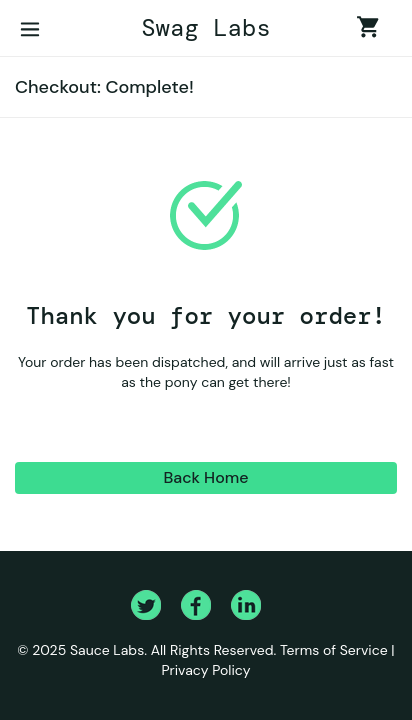 Swag Labs
Checkout: Complete!
Thank you for your order!
Your order has been dispatched, and will arrive just as fast
as the pony can get there!
Back Home
© 2025 Sauce Labs. All Rights Reserved. Terms of Service |
Privacy Policy